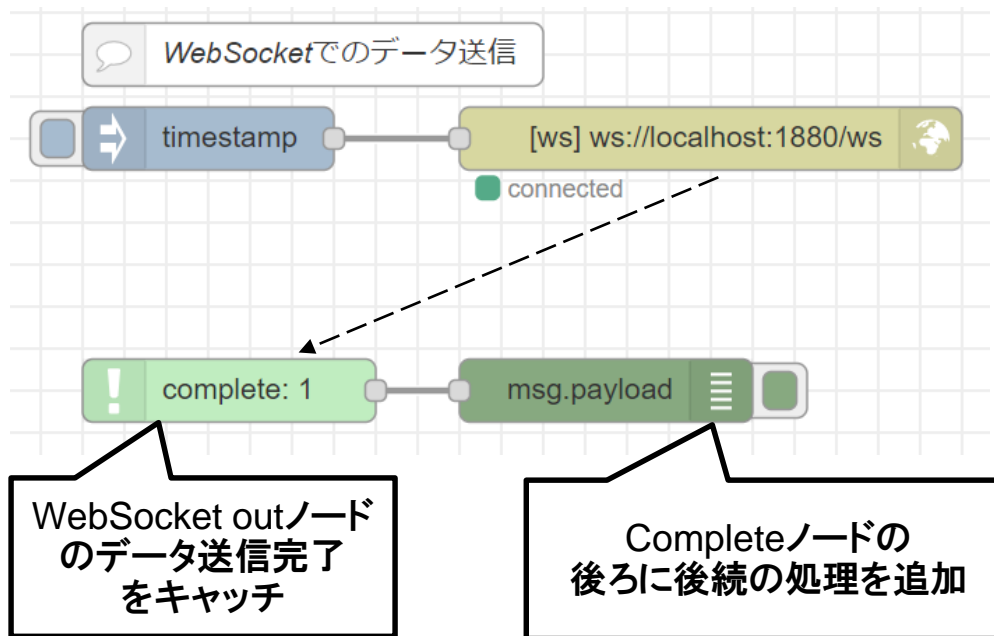 WebSocketでのデータ送信
timestamp
[ws] ws://localhost:1880/ws
connected
complete: 1
msg.payload
WebSocket outノード
のデータ送信完了
をキャッチ
Completeノードの
後ろに後続の処理を追加